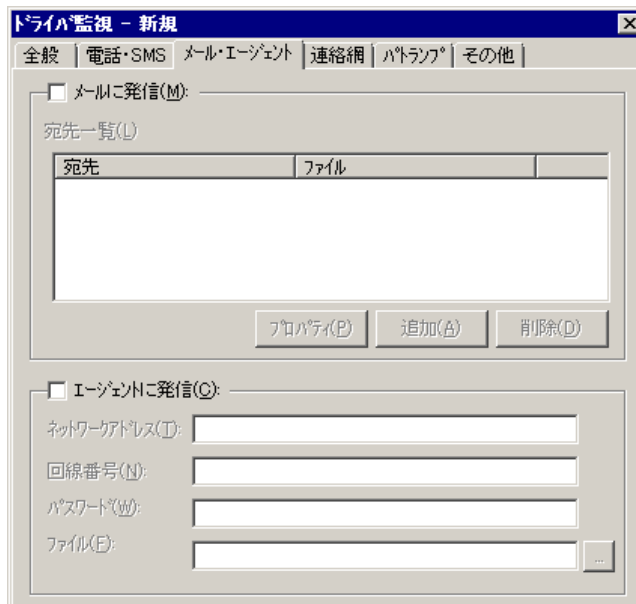 ﾄﾞﾗｲﾊﾞ監視 - 新規
全般 電話・SMS ﾒｰﾙ・ｴｰｼﾞｪﾝﾄ 連絡網 ﾊﾟﾄﾗﾝﾌﾟ その他
ﾒｰﾙに発信(M):
宛先一覧(L)
宛先 ﾌｧｲﾙ
ﾌﾟﾛﾊﾟﾃｨ(P) 追加(A) 削除(D)
ｴｰｼﾞｪﾝﾄに発信(C):
ﾈｯﾄﾜｰｸｱﾄﾞﾚｽ(T):
回線番号(N):
ﾊﾟｽﾜｰﾄﾞ(W):
ﾌｧｲﾙ(F):
...